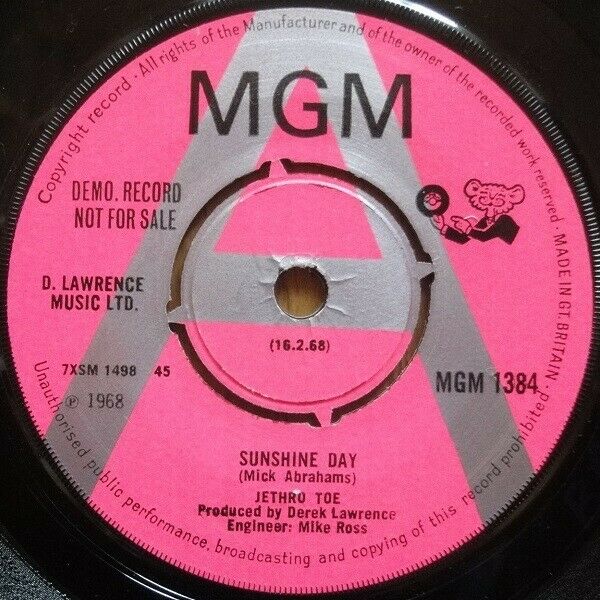 Copyright record · All rights of the Manufacturer and of the owner of the recorded work reserved · MADE IN GT. BRITAIN ·
Unauthorised public performance, broadcasting and copying of this record prohibited.
MGM
DEMO. RECORD
NOT FOR SALE
D. LAWRENCE
MUSIC LTD.
(16.2.68)
7XSM 1498 45
℗ 1968
MGM 1384
SUNSHINE DAY
(Mick Abrahams)
JETHRO TOE
Produced by Derek Lawrence
Engineer: Mike Ross
A